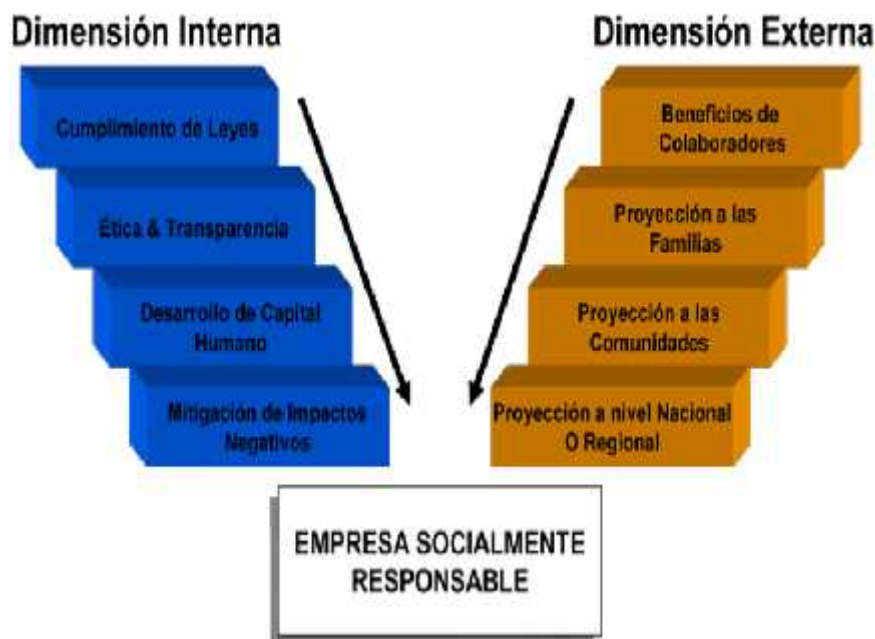 Dimensión Interna
Cumplimiento de Leyes
Ética & Transparencia
Desarrollo de Capital
Humano
Mitigación de Impactos
Negativos
Dimensión Externa
Beneficios de
Colaboradores
Proyección a las
Familias
Proyección a las
Comunidados
Proyección a nivel Nacional
O Regional
EMPRESA SOCIALMENTE
RESPONSABLE